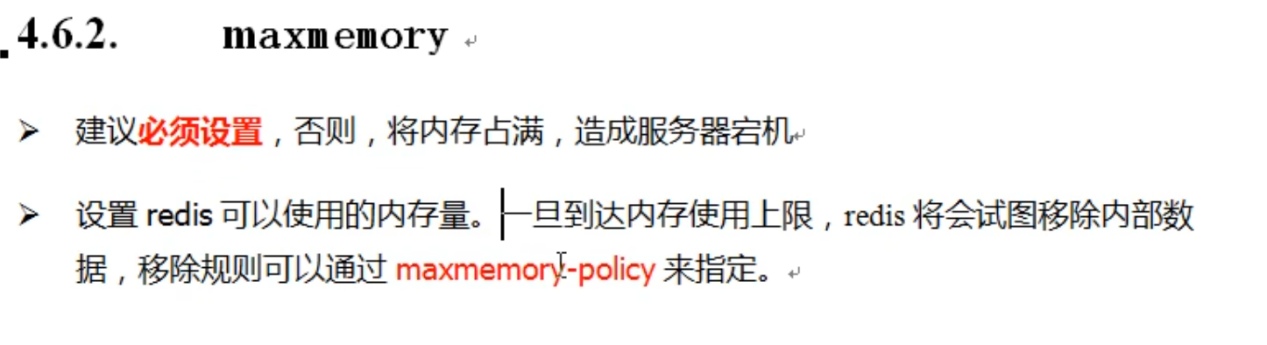 4.6.2. maxmemory
➢ 建议必须设置，否则，将内存占满，造成服务器宕机
➢ 设置 redis 可以使用的内存量。一旦到达内存使用上限，redis 将会试图移除内部数
据，移除规则可以通过 maxmemory-policy 来指定。